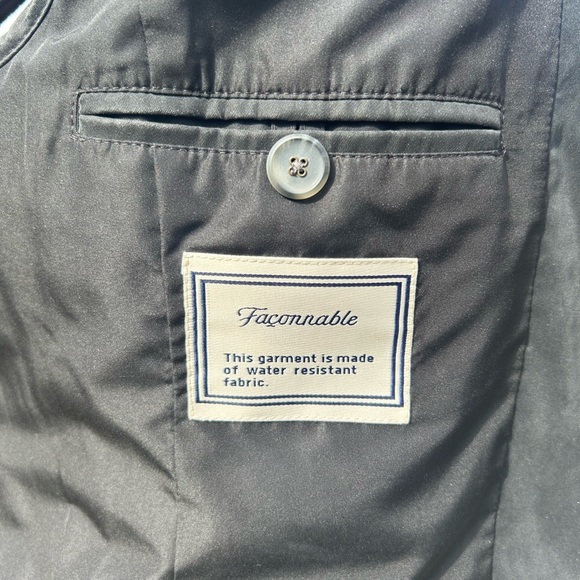 Façonnable
This garment is made
of water resistant
fabric.